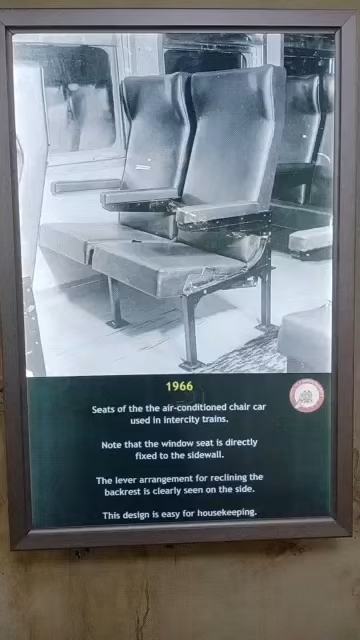 1966
Seats of the the air-conditioned chair car
used in intercity trains.
Note that the window seat is directly
fixed to the sidewall.
The lever arrangement for reclining the
backrest is clearly seen on the side.
This design is easy for housekeeping.